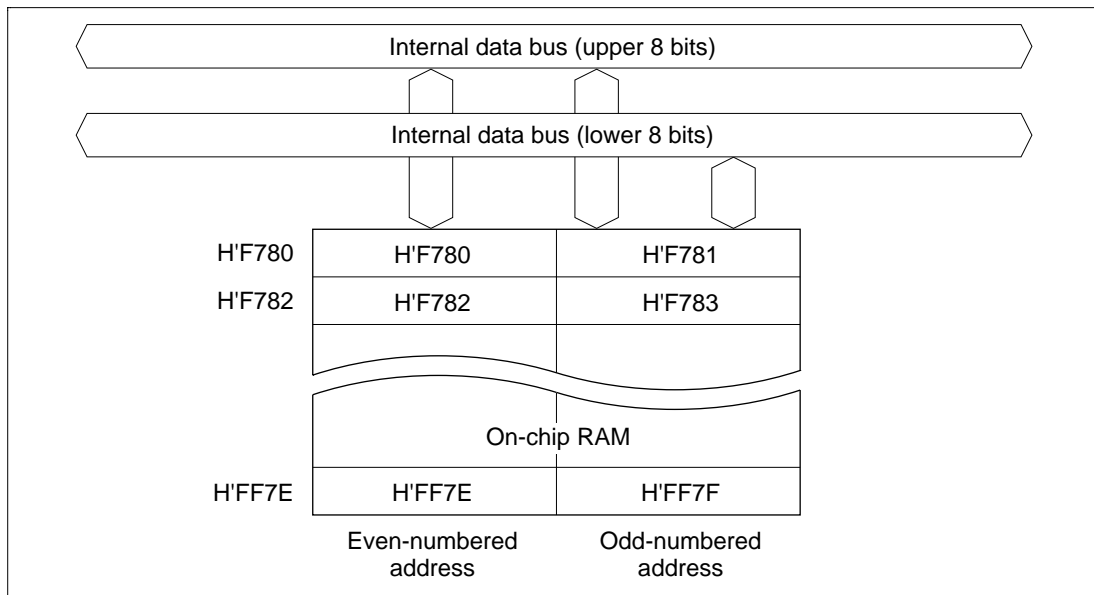 Internal data bus (upper 8 bits)
Internal data bus (lower 8 bits)
H'F780 H'F780 H'F781
H'F782 H'F782 H'F783
On-chip RAM
H'FF7E H'FF7E H'FF7F
Even-numbered address
Odd-numbered address